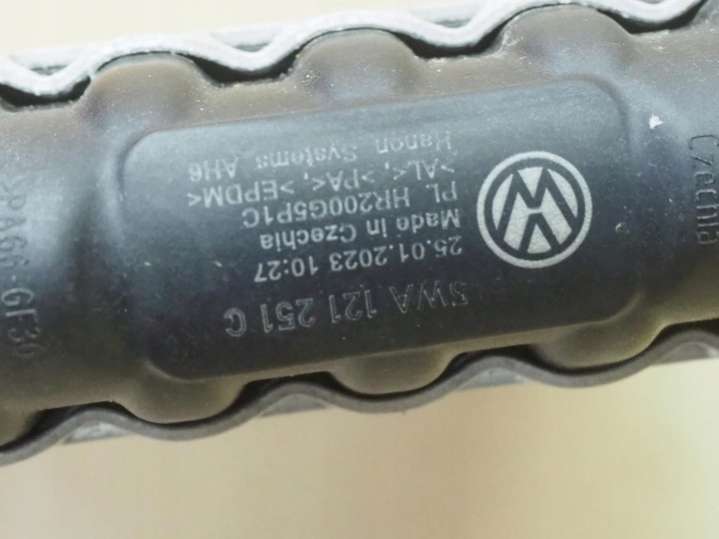 5WA 121 251 C
25.01.2023 10:27
Made in Czechia
PL HR200G5P1C
>AL<, >PA<, >EPDM<
Hanon Systems AH6
>PA66-GF30
Czechia